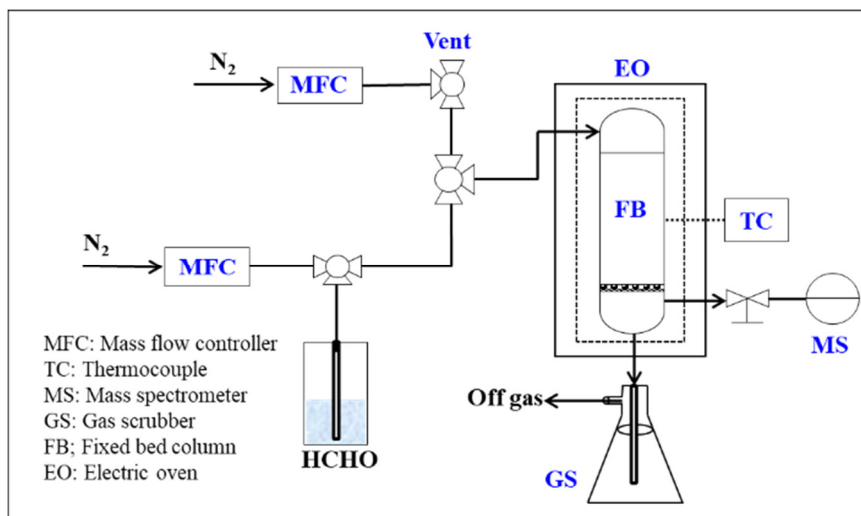 Vent
N2
MFC
EO
FB
TC
N2
MFC
MS
MFC: Mass flow controller
TC: Thermocouple
MS: Mass spectrometer
GS: Gas scrubber
FB; Fixed bed column
EO: Electric oven
HCHO
Off gas
GS